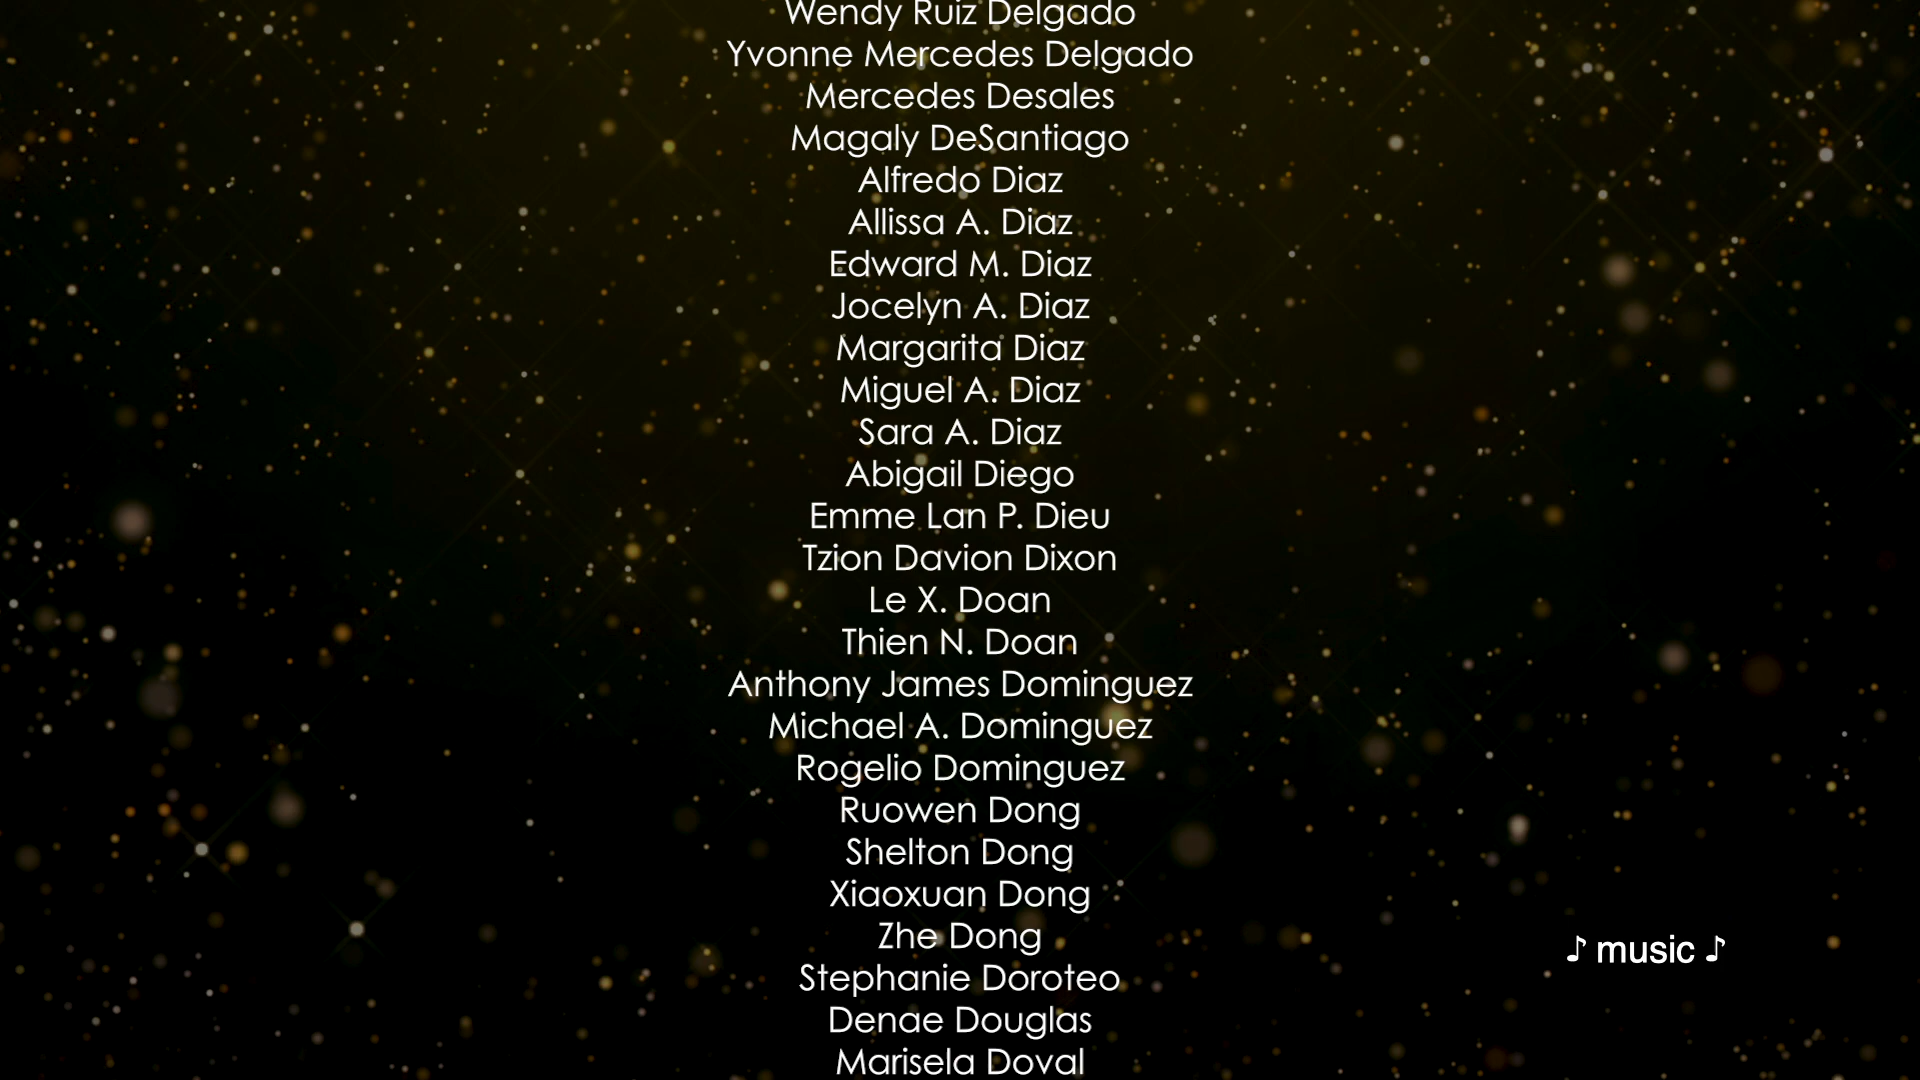 Wendy Ruiz Delgado
Yvonne Mercedes Delgado
Mercedes Desales
Magaly DeSantiago
Alfredo Diaz
Allissa A. Diaz
Edward M. Diaz
Jocelyn A. Diaz
Margarita Diaz
Miguel A. Diaz
Sara A. Diaz
Abigail Diego
Emme Lan P. Dieu
Tzion Davion Dixon
Le X. Doan
Thien N. Doan
Anthony James Dominguez
Michael A. Dominguez
Rogelio Dominguez
Ruowen Dong
Shelton Dong
Xiaoxuan Dong
Zhe Dong
♪ music ♪
Stephanie Doroteo
Denae Douglas
Marisela Doval